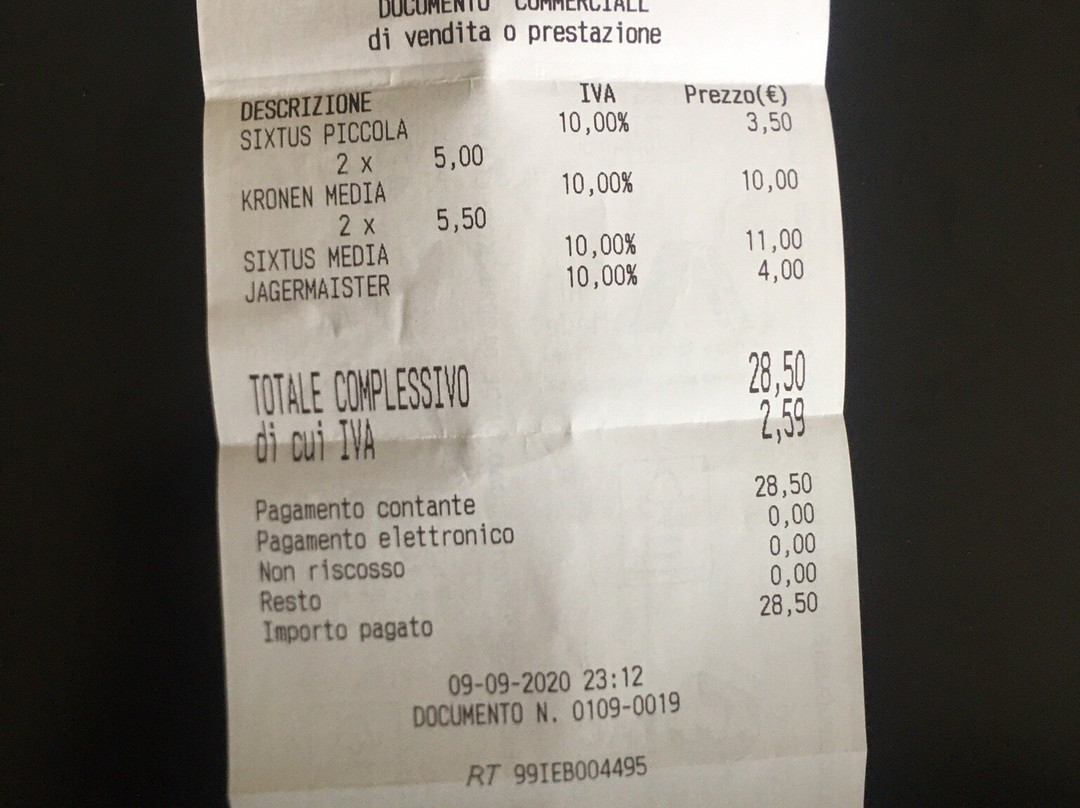 DOCUMENTO COMMERCIALE
di vendita o prestazione
DESCRIZIONE IVA Prezzo(€)
SIXTUS PICCOLA 10,00% 3,50
2 x 5,00
KRONEN MEDIA 10,00% 10,00
2 x 5,50
SIXTUS MEDIA 10,00% 11,00
JAGERMAISTER 10,00% 4,00
TOTALE COMPLESSIVO 28,50
di cui IVA 2,59
Pagamento contante 28,50
Pagamento elettronico 0,00
Non riscosso 0,00
Resto 0,00
Importo pagato 28,50
09-09-2020 23:12
DOCUMENTO N. 0109-0019
RT 99IEB004495